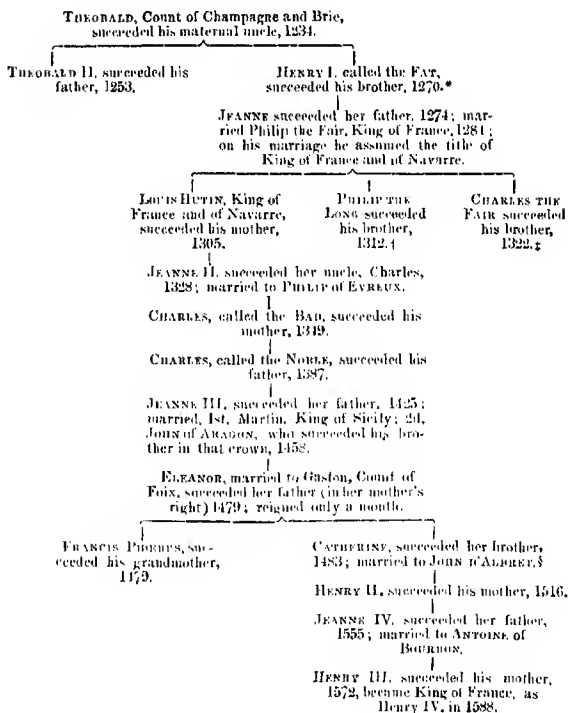 THEOBALD, Count of Champagne and Brie,
succeeded his maternal uncle, 1234.
THEOBALD II. succeeded his
father, 1253.
HENRY I. called the FAT,
succeeded his brother, 1270.*
JEANNE succeeded her father, 1274; mar-
ried Philip the Fair, King of France, 1281;
on his marriage he assumed the title of
King of France and of Navarre.
LOUIS HUTIN, King of
France and of Navarre,
succeeded his mother,
1305.
PHILIP THE
LONG succeeded
his brother,
1312.†
CHARLES THE
FAIR succeeded
his brother,
1322.‡
JEANNE II. succeeded her uncle, Charles,
1328; married to PHILIP of EVREUX.
CHARLES, called the BAD, succeeded his
mother, 1349.
CHARLES, called the NOBLE, succeeded his
father, 1387.
JEANNE III. succeeded her father, 1425;
married, 1st, Martin, King of Sicily; 2d,
JOHN of ARAGON, who succeeded his bro-
ther in that crown, 1458.
ELEANOR, married to Gaston, Count of
Foix, succeeded her father (in her mother's
right) 1479; reigned only a month.
FRANCIS PHŒBUS, suc-
ceeded his grandmother,
1479.
CATHERINE, succeeded her brother,
1483; married to JOHN D'ALBRET.§
HENRY II. succeeded his mother, 1516.
JEANNE IV. succeeded her father,
1555; married to ANTOINE of
BOURBON.
HENRY III. succeeded his mother,
1572, became King of France, as
Henry IV. in 1588.